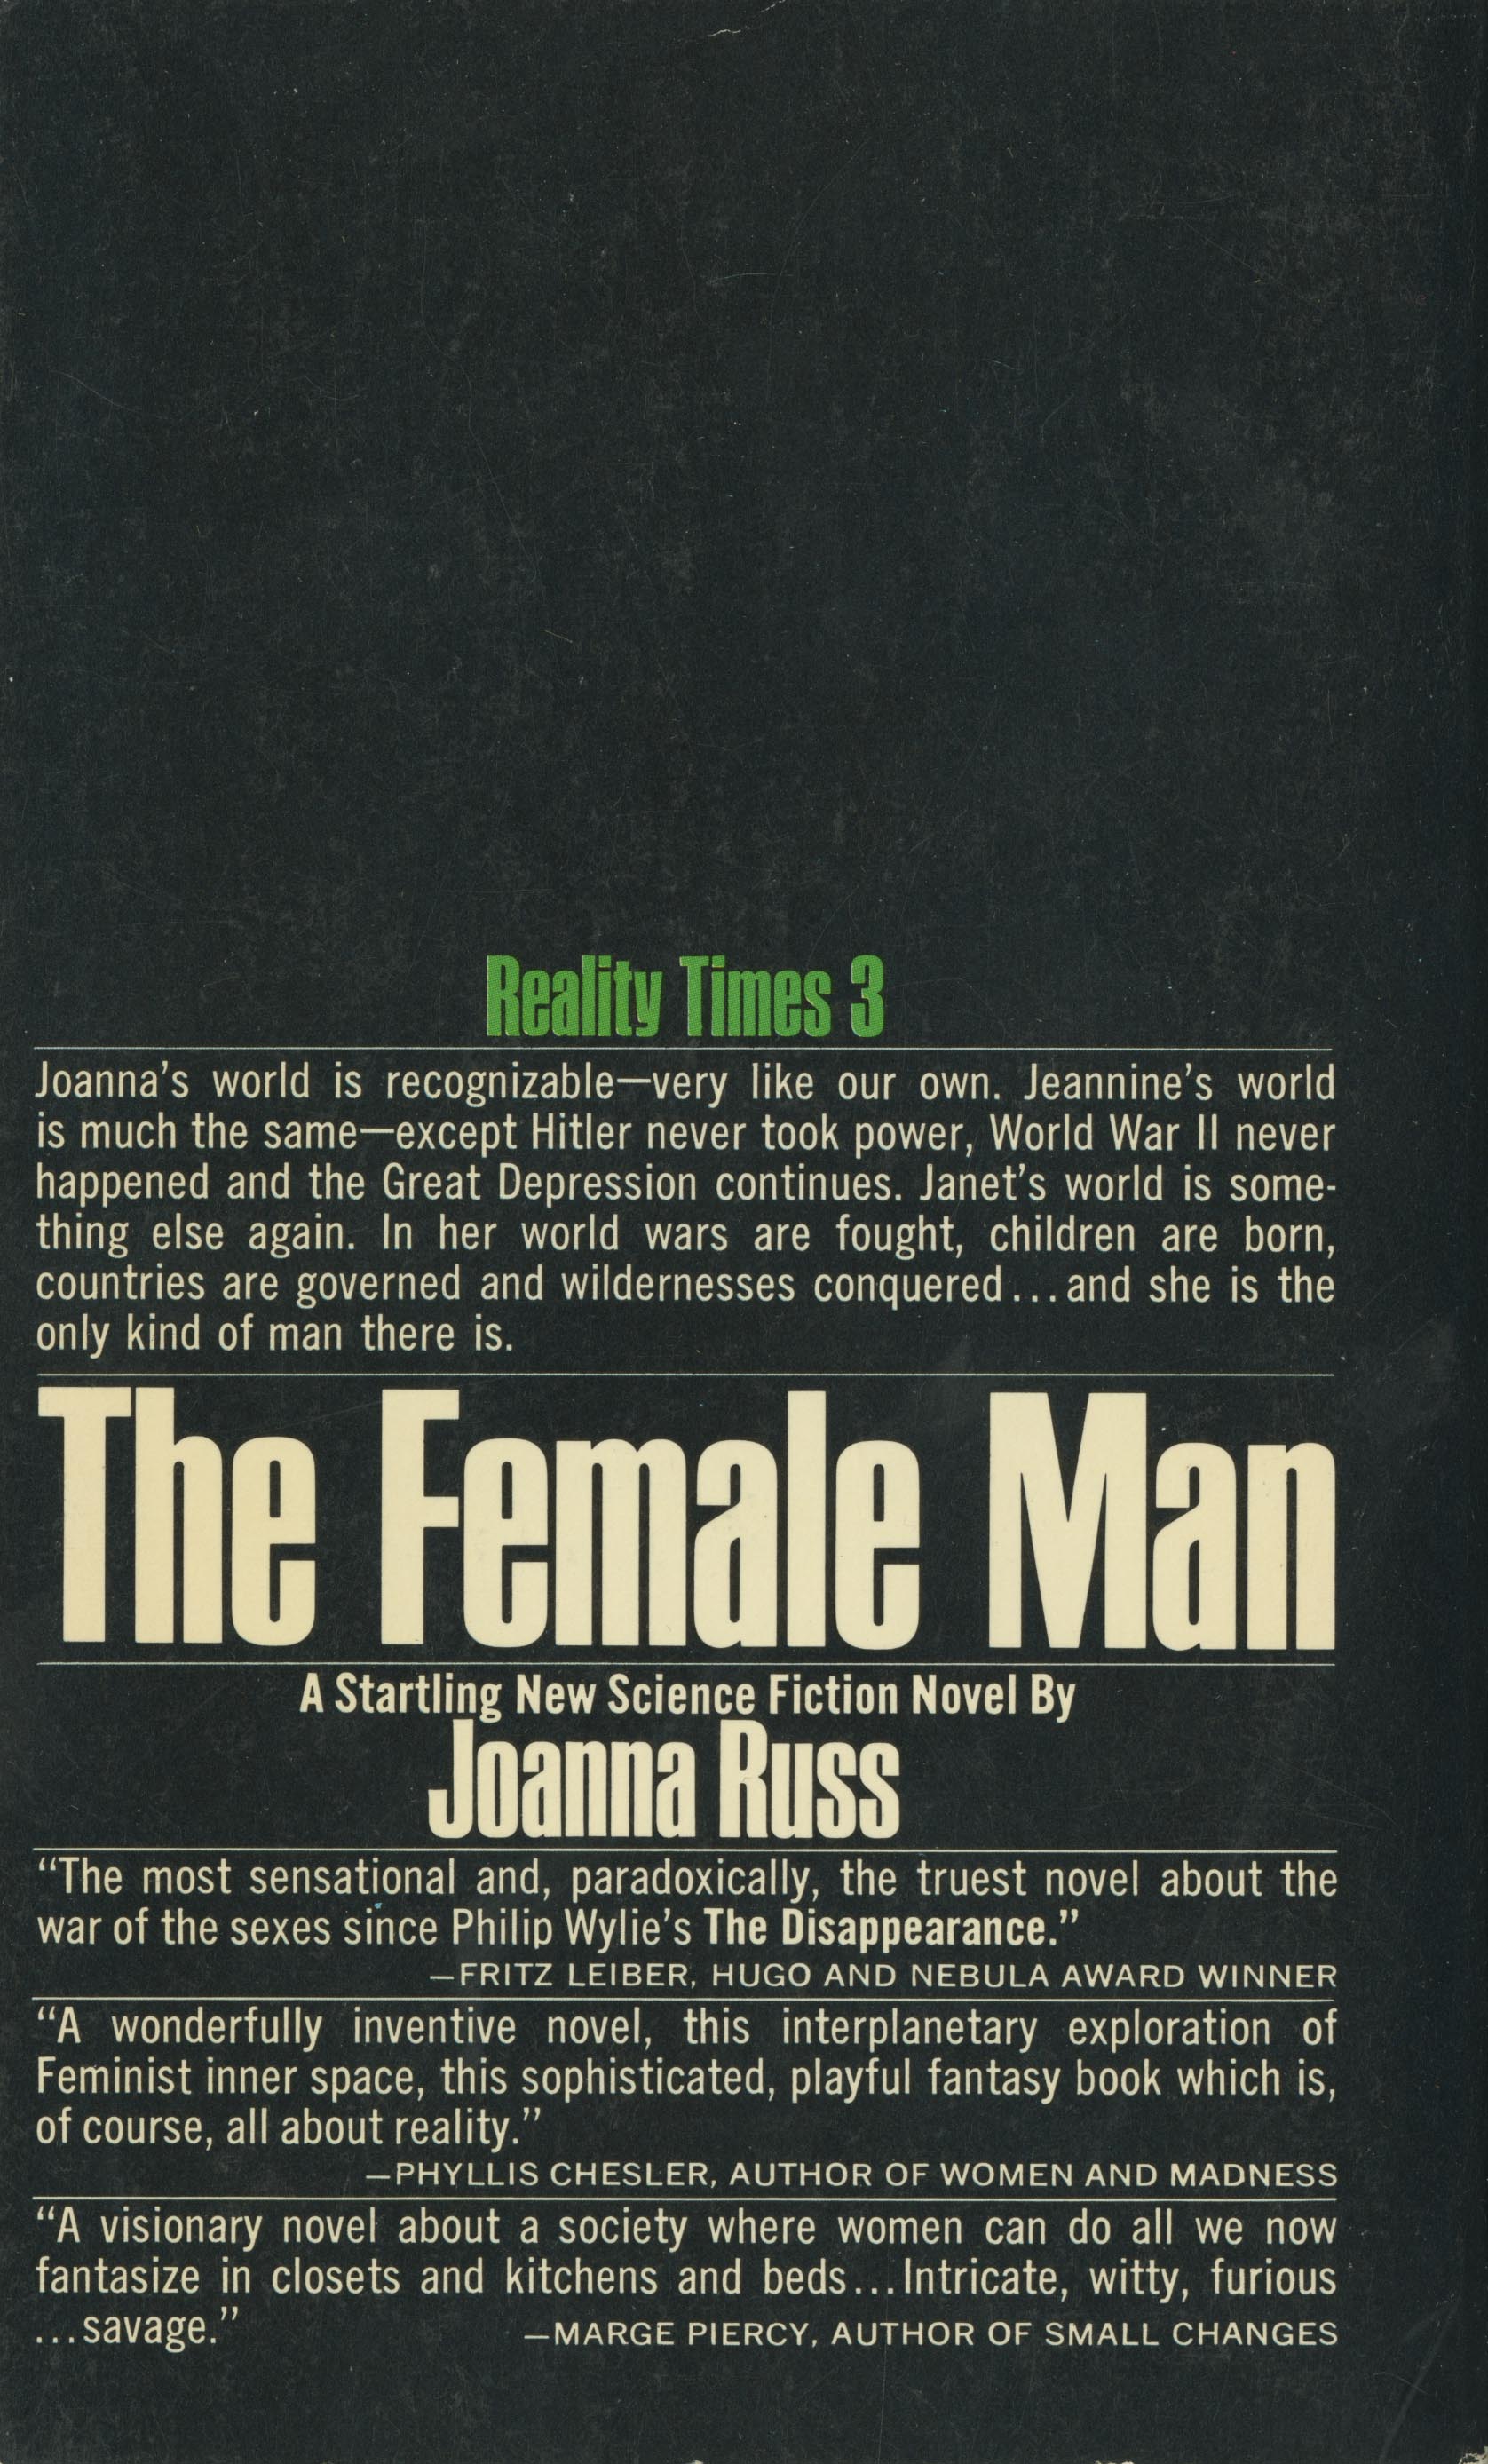 Reality Times 3
Joanna's world is recognizable—very like our own. Jeannine's world
is much the same—except Hitler never took power, World War II never
happened and the Great Depression continues. Janet's world is some-
thing else again. In her world wars are fought, children are born,
countries are governed and wildernesses conquered...and she is the
only kind of man there is.
The Female Man
A Startling New Science Fiction Novel By
Joanna Russ
“The most sensational and, paradoxically, the truest novel about the
war of the sexes since Philip Wylie's The Disappearance.”
—FRITZ LEIBER, HUGO AND NEBULA AWARD WINNER
“A wonderfully inventive novel, this interplanetary exploration of
Feminist inner space, this sophisticated, playful fantasy book which is,
of course, all about reality.”
—PHYLLIS CHESLER, AUTHOR OF WOMEN AND MADNESS
“A visionary novel about a society where women can do all we now
fantasize in closets and kitchens and beds...Intricate, witty, furious
...savage.” —MARGE PIERCY, AUTHOR OF SMALL CHANGES